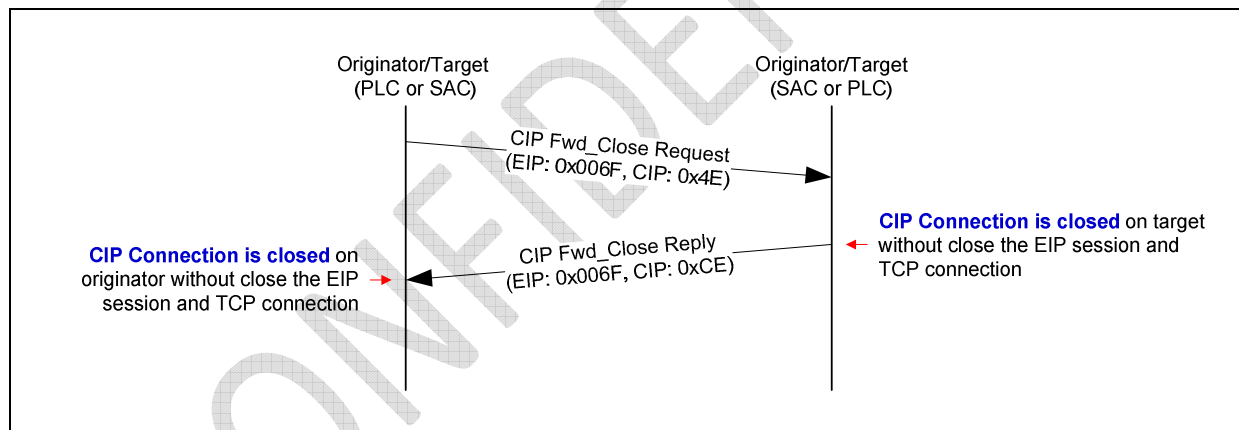 Originator/Target
(PLC or SAC)
Originator/Target
(SAC or PLC)
CIP Fwd_Close Request
(EIP: 0x006F, CIP: 0x4E)
CIP Connection is closed on target
without close the EIP session and
TCP connection
CIP Fwd_Close Reply
(EIP: 0x006F, CIP: 0xCE)
CIP Connection is closed on
originator without close the EIP
session and TCP connection
ONFIDE